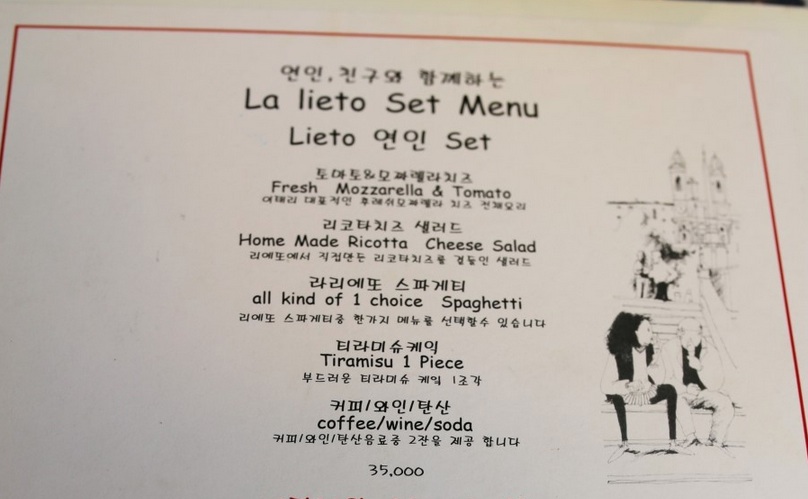 연인,친구와 함께하는
La lieto Set Menu
Lieto 연인 Set
토마토&모짜렐라치즈
Fresh Mozzarella & Tomato
이태리 대표적인 후레쉬모짜렐라 치즈 전채요리
리코타치즈 샐러드
Home Made Ricotta Cheese Salad
리에또에서 직접만든 리코타치즈를 곁들인 샐러드
라리에또 스파게티
all kind of 1 choice Spaghetti
리에또 스파게티중 한가지 메뉴를 선택할수 있습니다
티라미슈케익
Tiramisu 1 Piece
부드러운 티라미슈 케익 1조각
커피/와인/탄산
coffee/wine/soda
커피/와인/탄산음료중 2잔을 제공 합니다
35,000